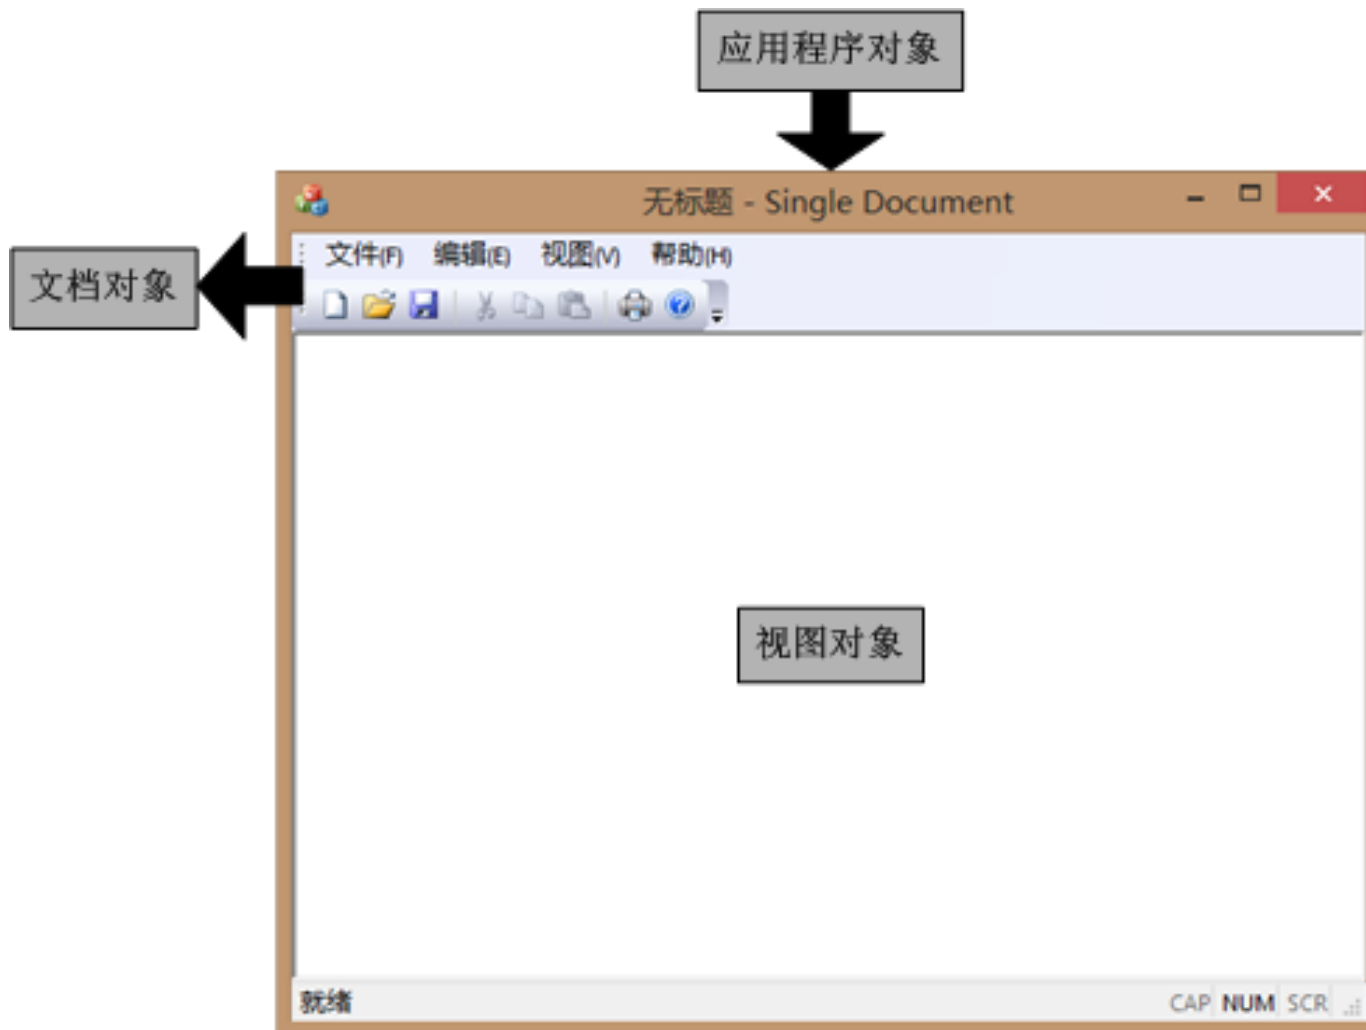 应用程序对象
无标题 - Single Document
文件(F) 编辑(E) 视图(V) 帮助(H)
文档对象
视图对象
就绪 CAP NUM SCR